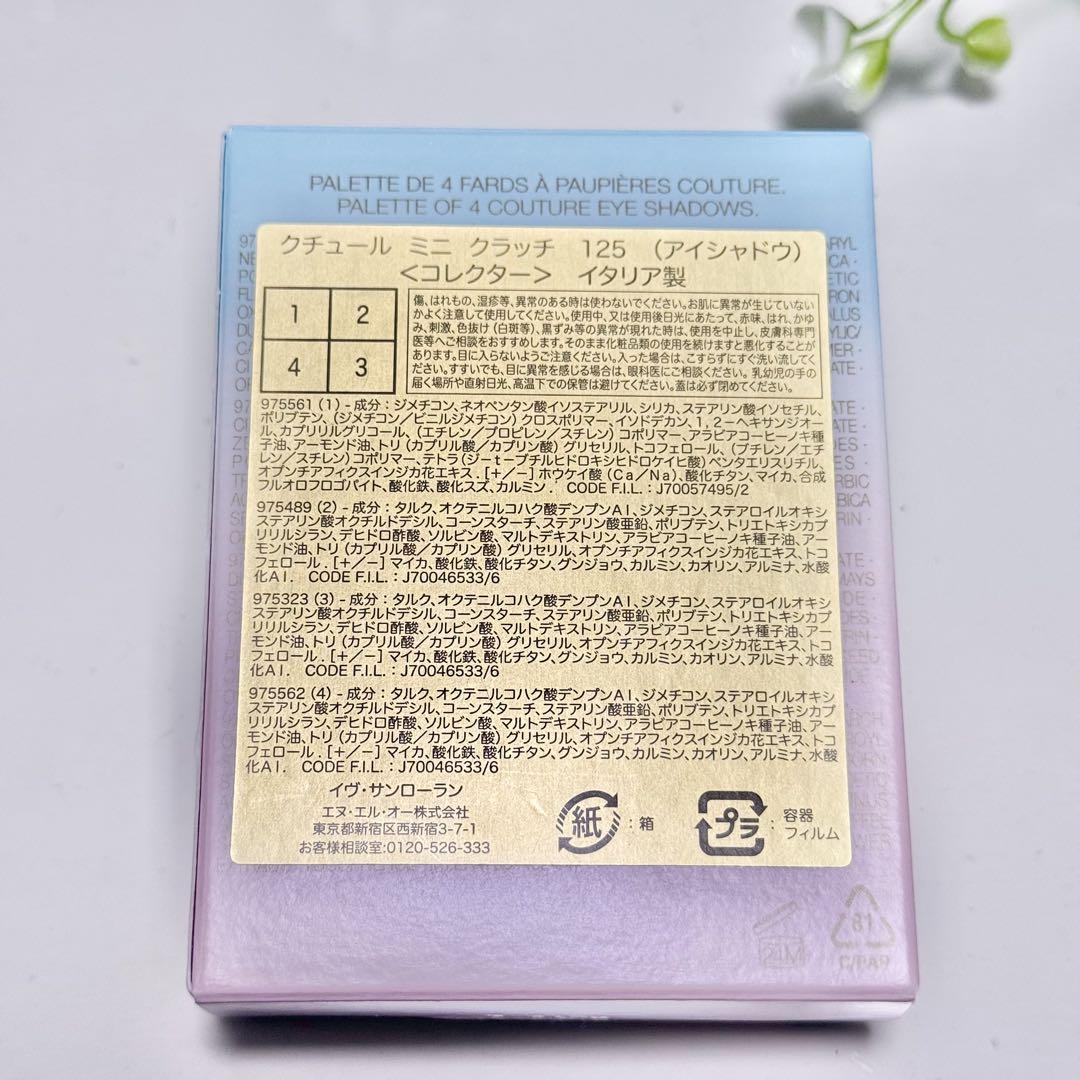 PALETTE DE 4 FARDS À PAUPIÈRES COUTURE.
PALETTE OF 4 COUTURE EYE SHADOWS.
クチュール ミニ クラッチ 125 (アイシャドウ)
<コレクター> イタリア製
1 2
4 3
傷、はれもの、湿疹等、異常のある時は使わないでください。お肌に異常が生じていない
かよく注意して使用してください。使用中、又は使用後日光にあたって、赤味、はれ、かゆ
み、刺激、色抜け(白斑等)、黒ずみ等の異常が現れた時は、使用を中止し、皮膚科専門
医等へご相談をおすすめします。そのまま化粧品類の使用を続けますと悪化することが
あります。目に入らないようご注意ください。入った場合は、こすらずにすぐ洗い流してく
ださい。すすいでも、目に異常を感じる場合は、眼科医にご相談ください。乳幼児の手の
届く場所や直射日光、高温下での保管は避けてください。蓋は必ず閉めてください。
975561 (1) - 成分 : ジメチコン、ネオペンタン酸イソステアリル、シリカ、ステアリン酸イソセチル、
ポリブテン、(ジメチコン/ビニルジメチコン)クロスポリマー、イソドデカン、1,2-ヘキサンジオ
ール、カプリリルグリコール、(エチレン/プロピレン/スチレン)コポリマー、アラビアコーヒーノキ種
子油、アーモンド油、トリ(カプリル酸/カプリン酸)グリセリル、トコフェロール、(ブチレン/エチ
レン/スチレン)コポリマー、テトラ(ジ-t-ブチルヒドロキシヒドロケイヒ酸)ペンタエリスリチル、
オプンチアフィクスインジカ花エキス . [+/-] ホウケイ酸(Ca/Na)、酸化チタン、マイカ、合成
フルオロフロゴパイト、酸化鉄、酸化スズ、カルミン . CODE F.I.L. : J70057495/2
975489 (2) - 成分 : タルク、オクテニルコハク酸デンプンAl、ジメチコン、ステアロイルオキシ
ステアリン酸オクチルドデシル、コーンスターチ、ステアリン酸亜鉛、ポリブテン、トリエトキシカプ
リリルシラン、デヒドロ酢酸、ソルビン酸、マルトデキストリン、アラビアコーヒーノキ種子油、アー
モンド油、トリ(カプリル酸/カプリン酸)グリセリル、オプンチアフィクスインジカ花エキス、トコ
フェロール . [+/-] マイカ、酸化鉄、酸化チタン、グンジョウ、カルミン、カオリン、アルミナ、水酸
化Al. CODE F.I.L. : J70046533/6
975323 (3) - 成分 : タルク、オクテニルコハク酸デンプンAl、ジメチコン、ステアロイルオキシ
ステアリン酸オクチルドデシル、コーンスターチ、ステアリン酸亜鉛、ポリブテン、トリエトキシカプ
リリルシラン、デヒドロ酢酸、ソルビン酸、マルトデキストリン、アラビアコーヒーノキ種子油、アー
モンド油、トリ(カプリル酸/カプリン酸)グリセリル、オプンチアフィクスインジカ花エキス、トコ
フェロール . [+/-] マイカ、酸化鉄、酸化チタン、グンジョウ、カルミン、カオリン、アルミナ、水酸
化Al. CODE F.I.L. : J70046533/6
975562 (4) - 成分 : タルク、オクテニルコハク酸デンプンAl、ジメチコン、ステアロイルオキシ
ステアリン酸オクチルドデシル、コーンスターチ、ステアリン酸亜鉛、ポリブテン、トリエトキシカプ
リリルシラン、デヒドロ酢酸、ソルビン酸、マルトデキストリン、アラビアコーヒーノキ種子油、アー
モンド油、トリ(カプリル酸/カプリン酸)グリセリル、オプンチアフィクスインジカ花エキス、トコ
フェロール . [+/-] マイカ、酸化鉄、酸化チタン、グンジョウ、カルミン、カオリン、アルミナ、水酸
化Al. CODE F.I.L. : J70046533/6
イヴ・サンローラン
エヌ・エル・オー株式会社
東京都新宿区西新宿3-7-1
お客様相談室:0120-526-333
紙 : 箱
プラ : 容器
フィルム
24M
81
C/PAP